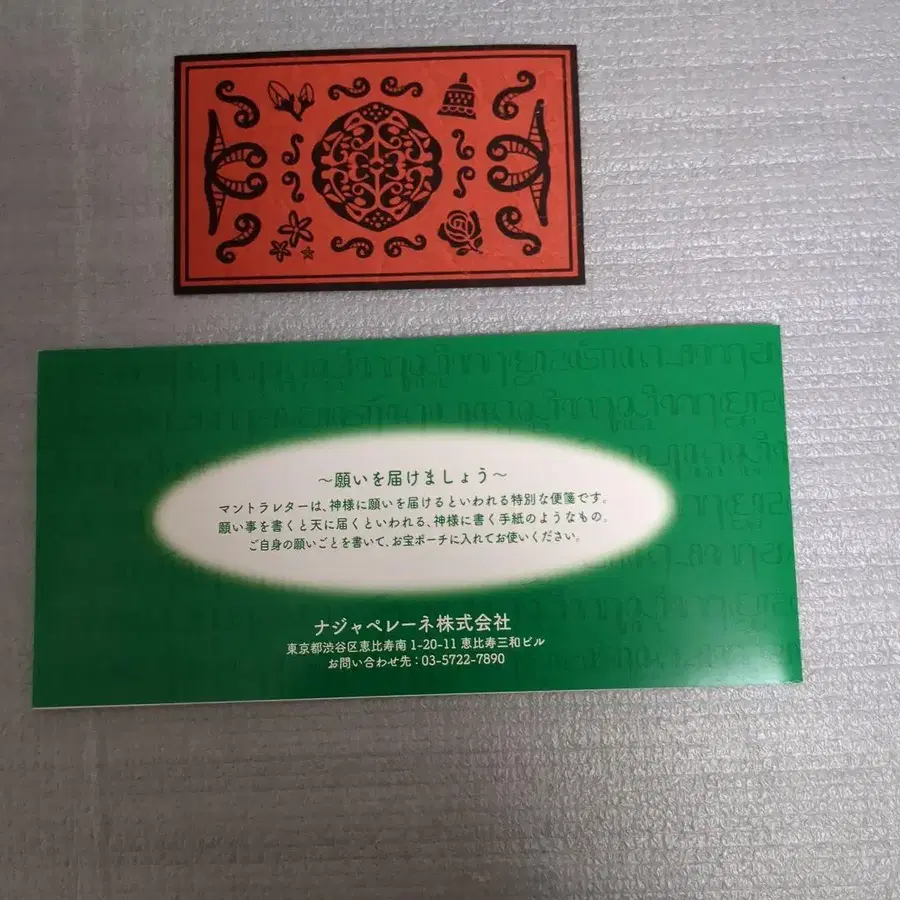 ～願いを届けましょう～
マントラレターは、神様に願いを届けるといわれる特別な便箋です。
願い事を書くと天に届くといわれる、神様に書く手紙のようなもの。
ご自身の願いごとを書いて、お宝ポーチに入れてお使いください。
ナジャペレーネ株式会社
東京都渋谷区恵比寿南 1-20-11 恵比寿三和ビル
お問い合わせ先：03-5722-7890